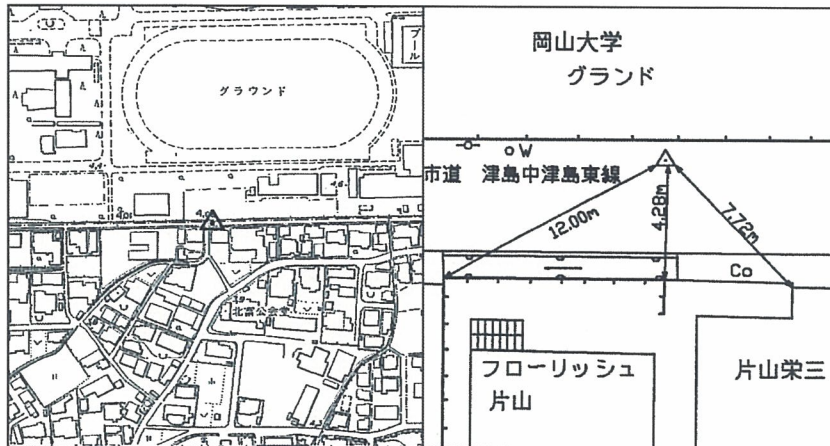 プール
グラウンド
北富公会堂
岡山大学
グランド
W
市道 津島中津島東線
12.00m
4.28m
7.72m
Co
フローリッシュ
片山
片山栄三